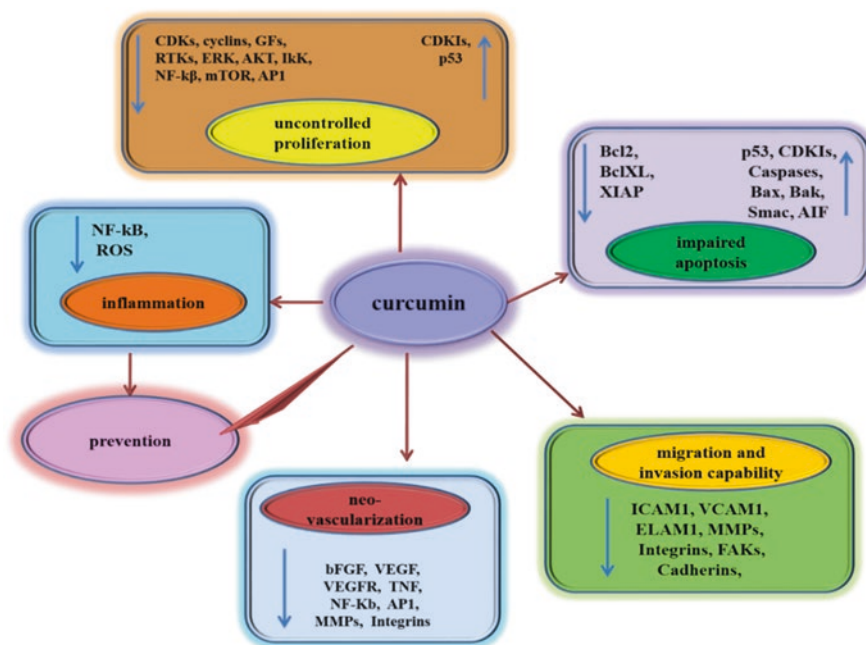 CDKs, cyclins, GFs,
RTKs, ERK, AKT, IkK,
NF-kβ, mTOR, AP1
CDKIs,
p53
uncontrolled
proliferation
Bcl2,
BclXL,
XIAP
p53, CDKIs,
Caspases,
Bax, Bak,
Smac, AIF
impaired
apoptosis
NF-kB,
ROS
inflammation
curcumin
prevention
migration and
invasion capability
ICAM1, VCAM1,
ELAM1, MMPs,
Integrins, FAKs,
Cadherins,
neo-
vascularization
bFGF, VEGF,
VEGFR, TNF,
NF-Kb, AP1,
MMPs, Integrins